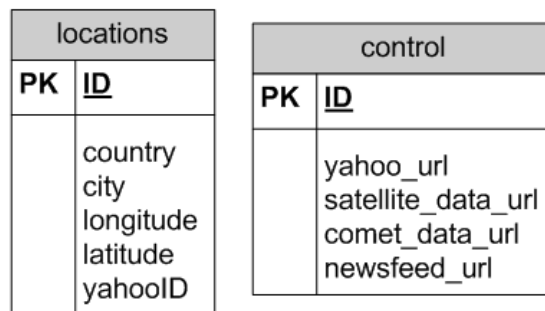 locations
PK ID
country
city
longitude
latitude
yahooID
control
PK ID
yahoo_url
satellite_data_url
comet_data_url
newsfeed_url